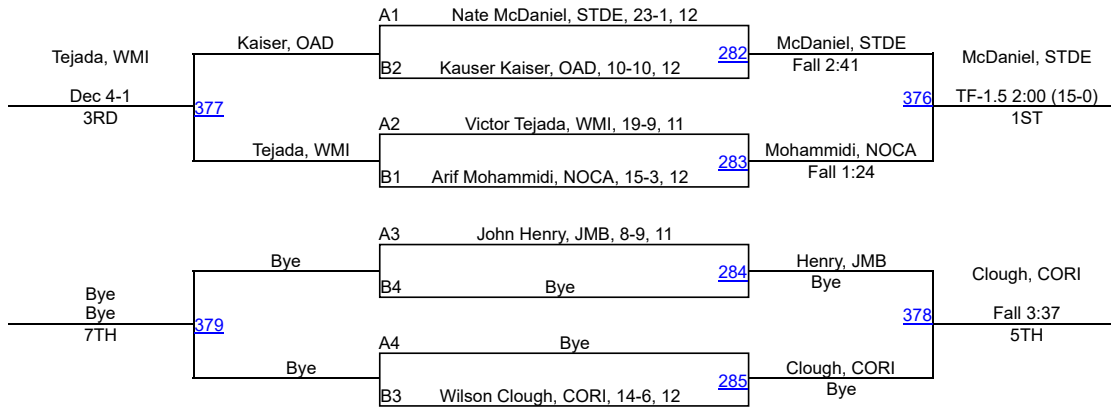 A1 Nate McDaniel, STDE, 23-1, 12
Kaiser, OAD
McDaniel, STDE
Tejada, WMI
282
McDaniel, STDE
B2 Kauser Kaiser, OAD, 10-10, 12
Fall 2:41
Dec 4-1
377
376
TF-1.5 2:00 (15-0)
3RD
1ST
A2 Victor Tejada, WMI, 19-9, 11
Tejada, WMI
283
Mohammidi, NOCA
B1 Arif Mohammidi, NOCA, 15-3, 12
Fall 1:24
A3 John Henry, JMB, 8-9, 11
Bye
284
Henry, JMB
B4 Bye
Bye
Clough, CORI
Bye
Bye
379
378
Fall 3:37
7TH
5TH
A4 Bye
Bye
285
Clough, CORI
B3 Wilson Clough, CORI, 14-6, 12
Bye